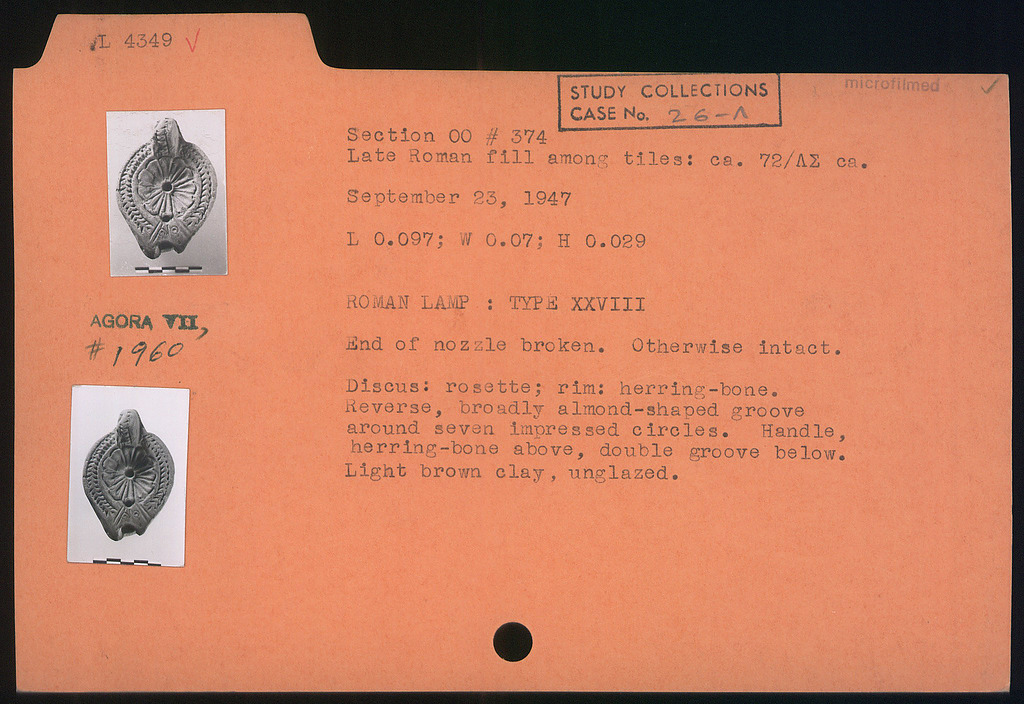 L 4349 ✓
microfilmed ✓
STUDY COLLECTIONS
CASE No. 26-Λ
Section OO # 374
Late Roman fill among tiles: ca. 72/ΛΣ ca.
September 23, 1947
L 0.097; W 0.07; H 0.029
ROMAN LAMP : TYPE XXVIII
End of nozzle broken. Otherwise intact.
Discus: rosette; rim: herring-bone.
Reverse, broadly almond-shaped groove
around seven impressed circles. Handle,
herring-bone above, double groove below.
Light brown clay, unglazed.
AGORA VII,
# 1960